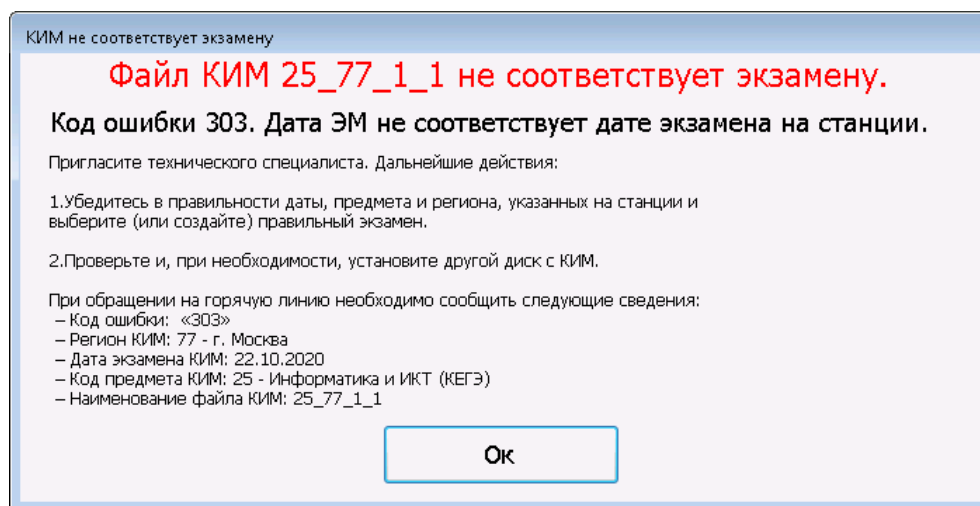 КИМ не соответствует экзамену
Файл КИМ 25_77_1_1 не соответствует экзамену.
Код ошибки 303. Дата ЭМ не соответствует дате экзамена на станции.
Пригласите технического специалиста. Дальнейшие действия:
1.Убедитесь в правильности даты, предмета и региона, указанных на станции и
выберите (или создайте) правильный экзамен.
2.Проверьте и, при необходимости, установите другой диск с КИМ.
При обращении на горячую линию необходимо сообщить следующие сведения:
– Код ошибки: «303»
– Регион КИМ: 77 - г. Москва
– Дата экзамена КИМ: 22.10.2020
– Код предмета КИМ: 25 - Информатика и ИКТ (КЕГЭ)
– Наименование файла КИМ: 25_77_1_1
Ок